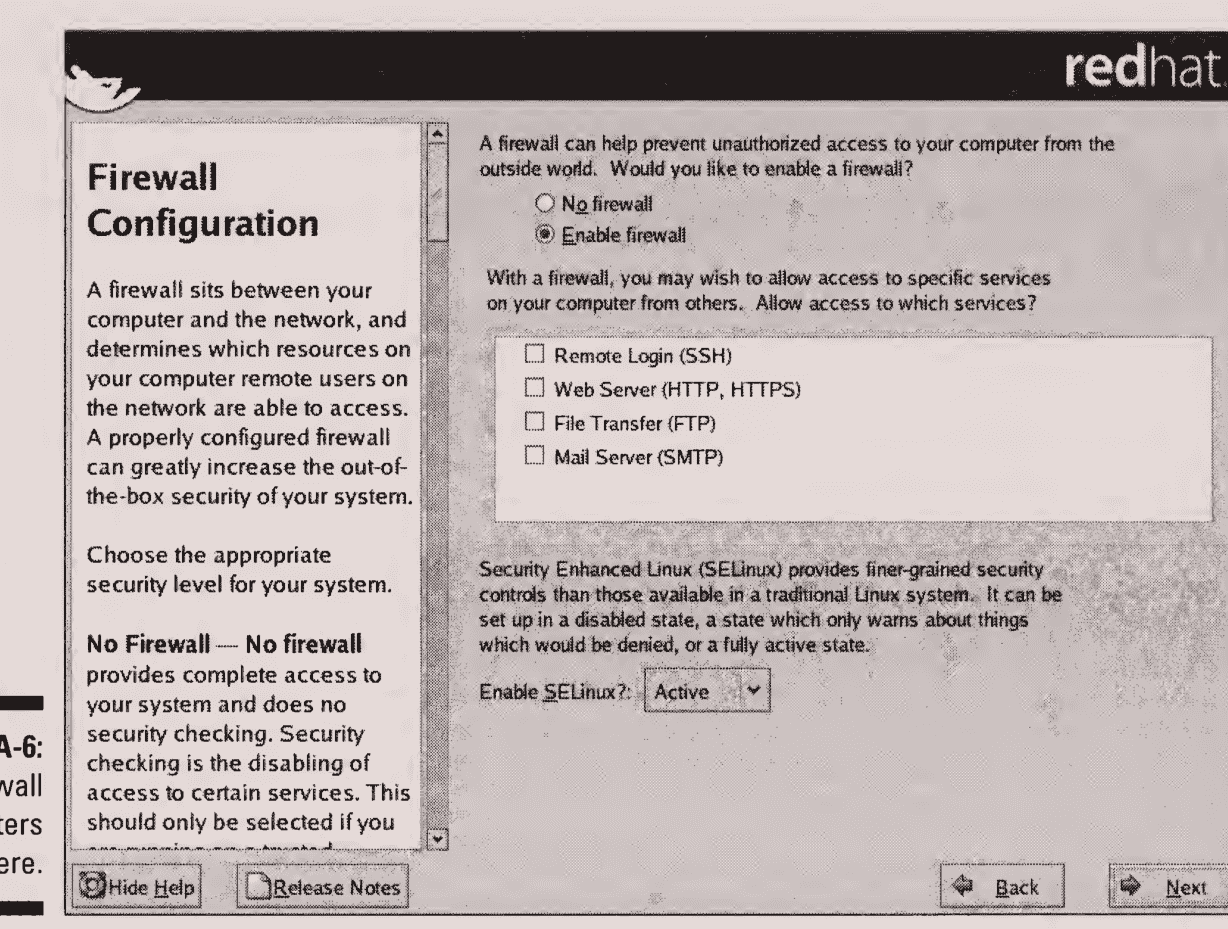 redhat.
Firewall
Configuration
A firewall sits between your
computer and the network, and
determines which resources on
your computer remote users on
the network are able to access.
A properly configured firewall
can greatly increase the out-of-
the-box security of your system.
Choose the appropriate
security level for your system.
No Firewall — No firewall
provides complete access to
your system and does no
security checking. Security
checking is the disabling of
access to certain services. This
should only be selected if you
A firewall can help prevent unauthorized access to your computer from the
outside world. Would you like to enable a firewall?
No firewall
Enable firewall
With a firewall, you may wish to allow access to specific services
on your computer from others. Allow access to which services?
Remote Login (SSH)
Web Server (HTTP, HTTPS)
File Transfer (FTP)
Mail Server (SMTP)
Security Enhanced Linux (SELinux) provides finer-grained security
controls than those available in a traditional Linux system. It can be
set up in a disabled state, a state which only warns about things
which would be denied, or a fully active state.
Enable SELinux?: Active
Hide Help Release Notes Back Next
A-6:
wall
ters
ere.